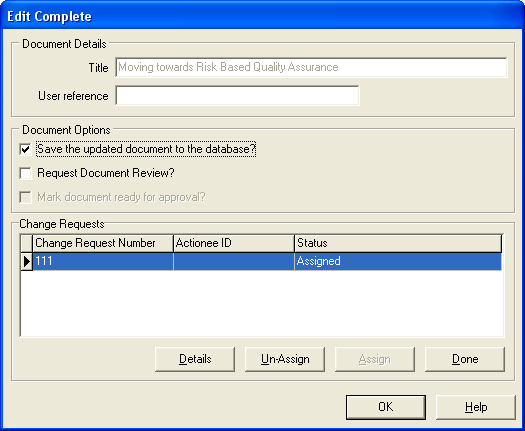 Edit Complete
Document Details
Title Moving towards Risk Based Quality Assurance
User reference
Document Options
Save the updated document to the database?
Request Document Review?
Mark document ready for approval?
Change Requests
Change Request Number Actionee ID Status
111 Assigned
Details Un-Assign Assign Done
OK Help